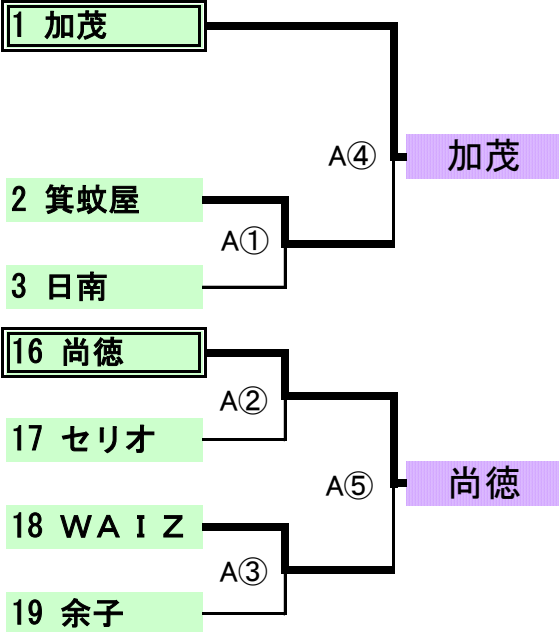 1 加茂
A④
加茂
2 箕蚊屋
A①
3 日南
16 尚徳
A②
17 セリオ
A⑤
尚徳
18 ＷＡＩＺ
A③
19 余子